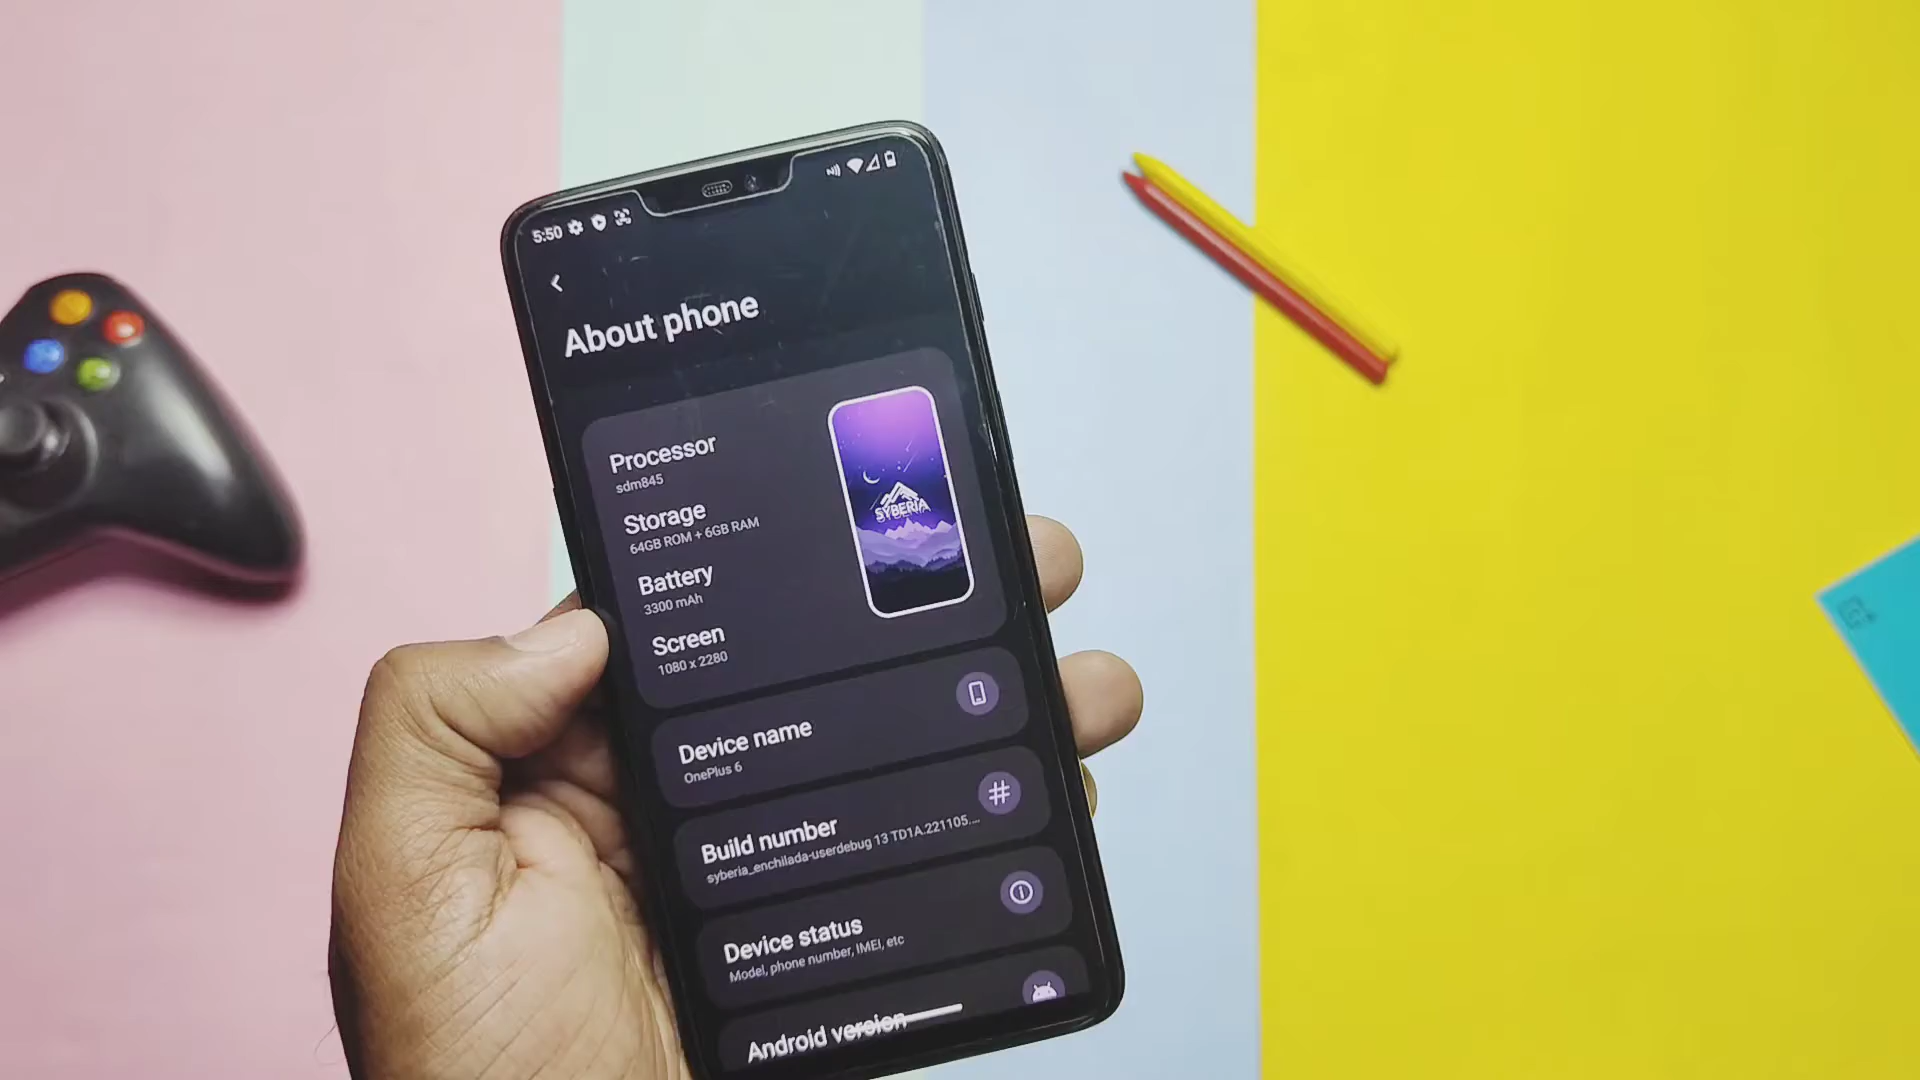 5:50
About phone
Processor
sdm845
Storage
64GB ROM + 6GB RAM
Battery
3300 mAh
Screen
1080 x 2280
SYBERIA
Device name
OnePlus 6
Build number
syberia_enchilada-userdebug 13 TD1A.221105....
Device status
Model, phone number, IMEI, etc
Android version